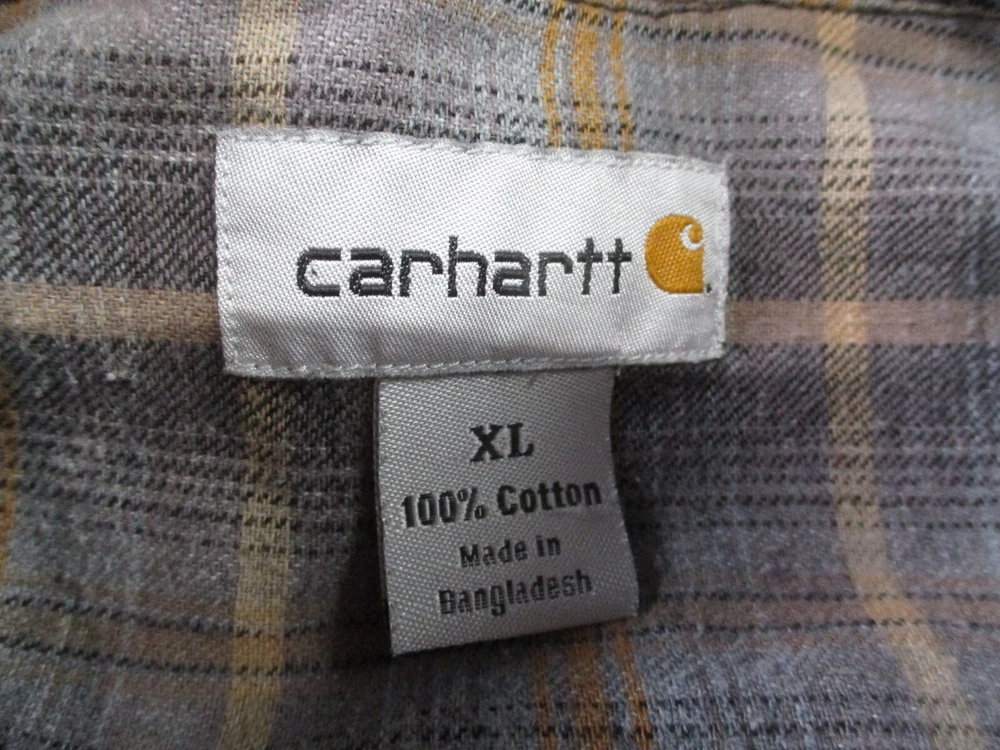 carhartt
XL
100% Cotton
Made in
Bangladesh